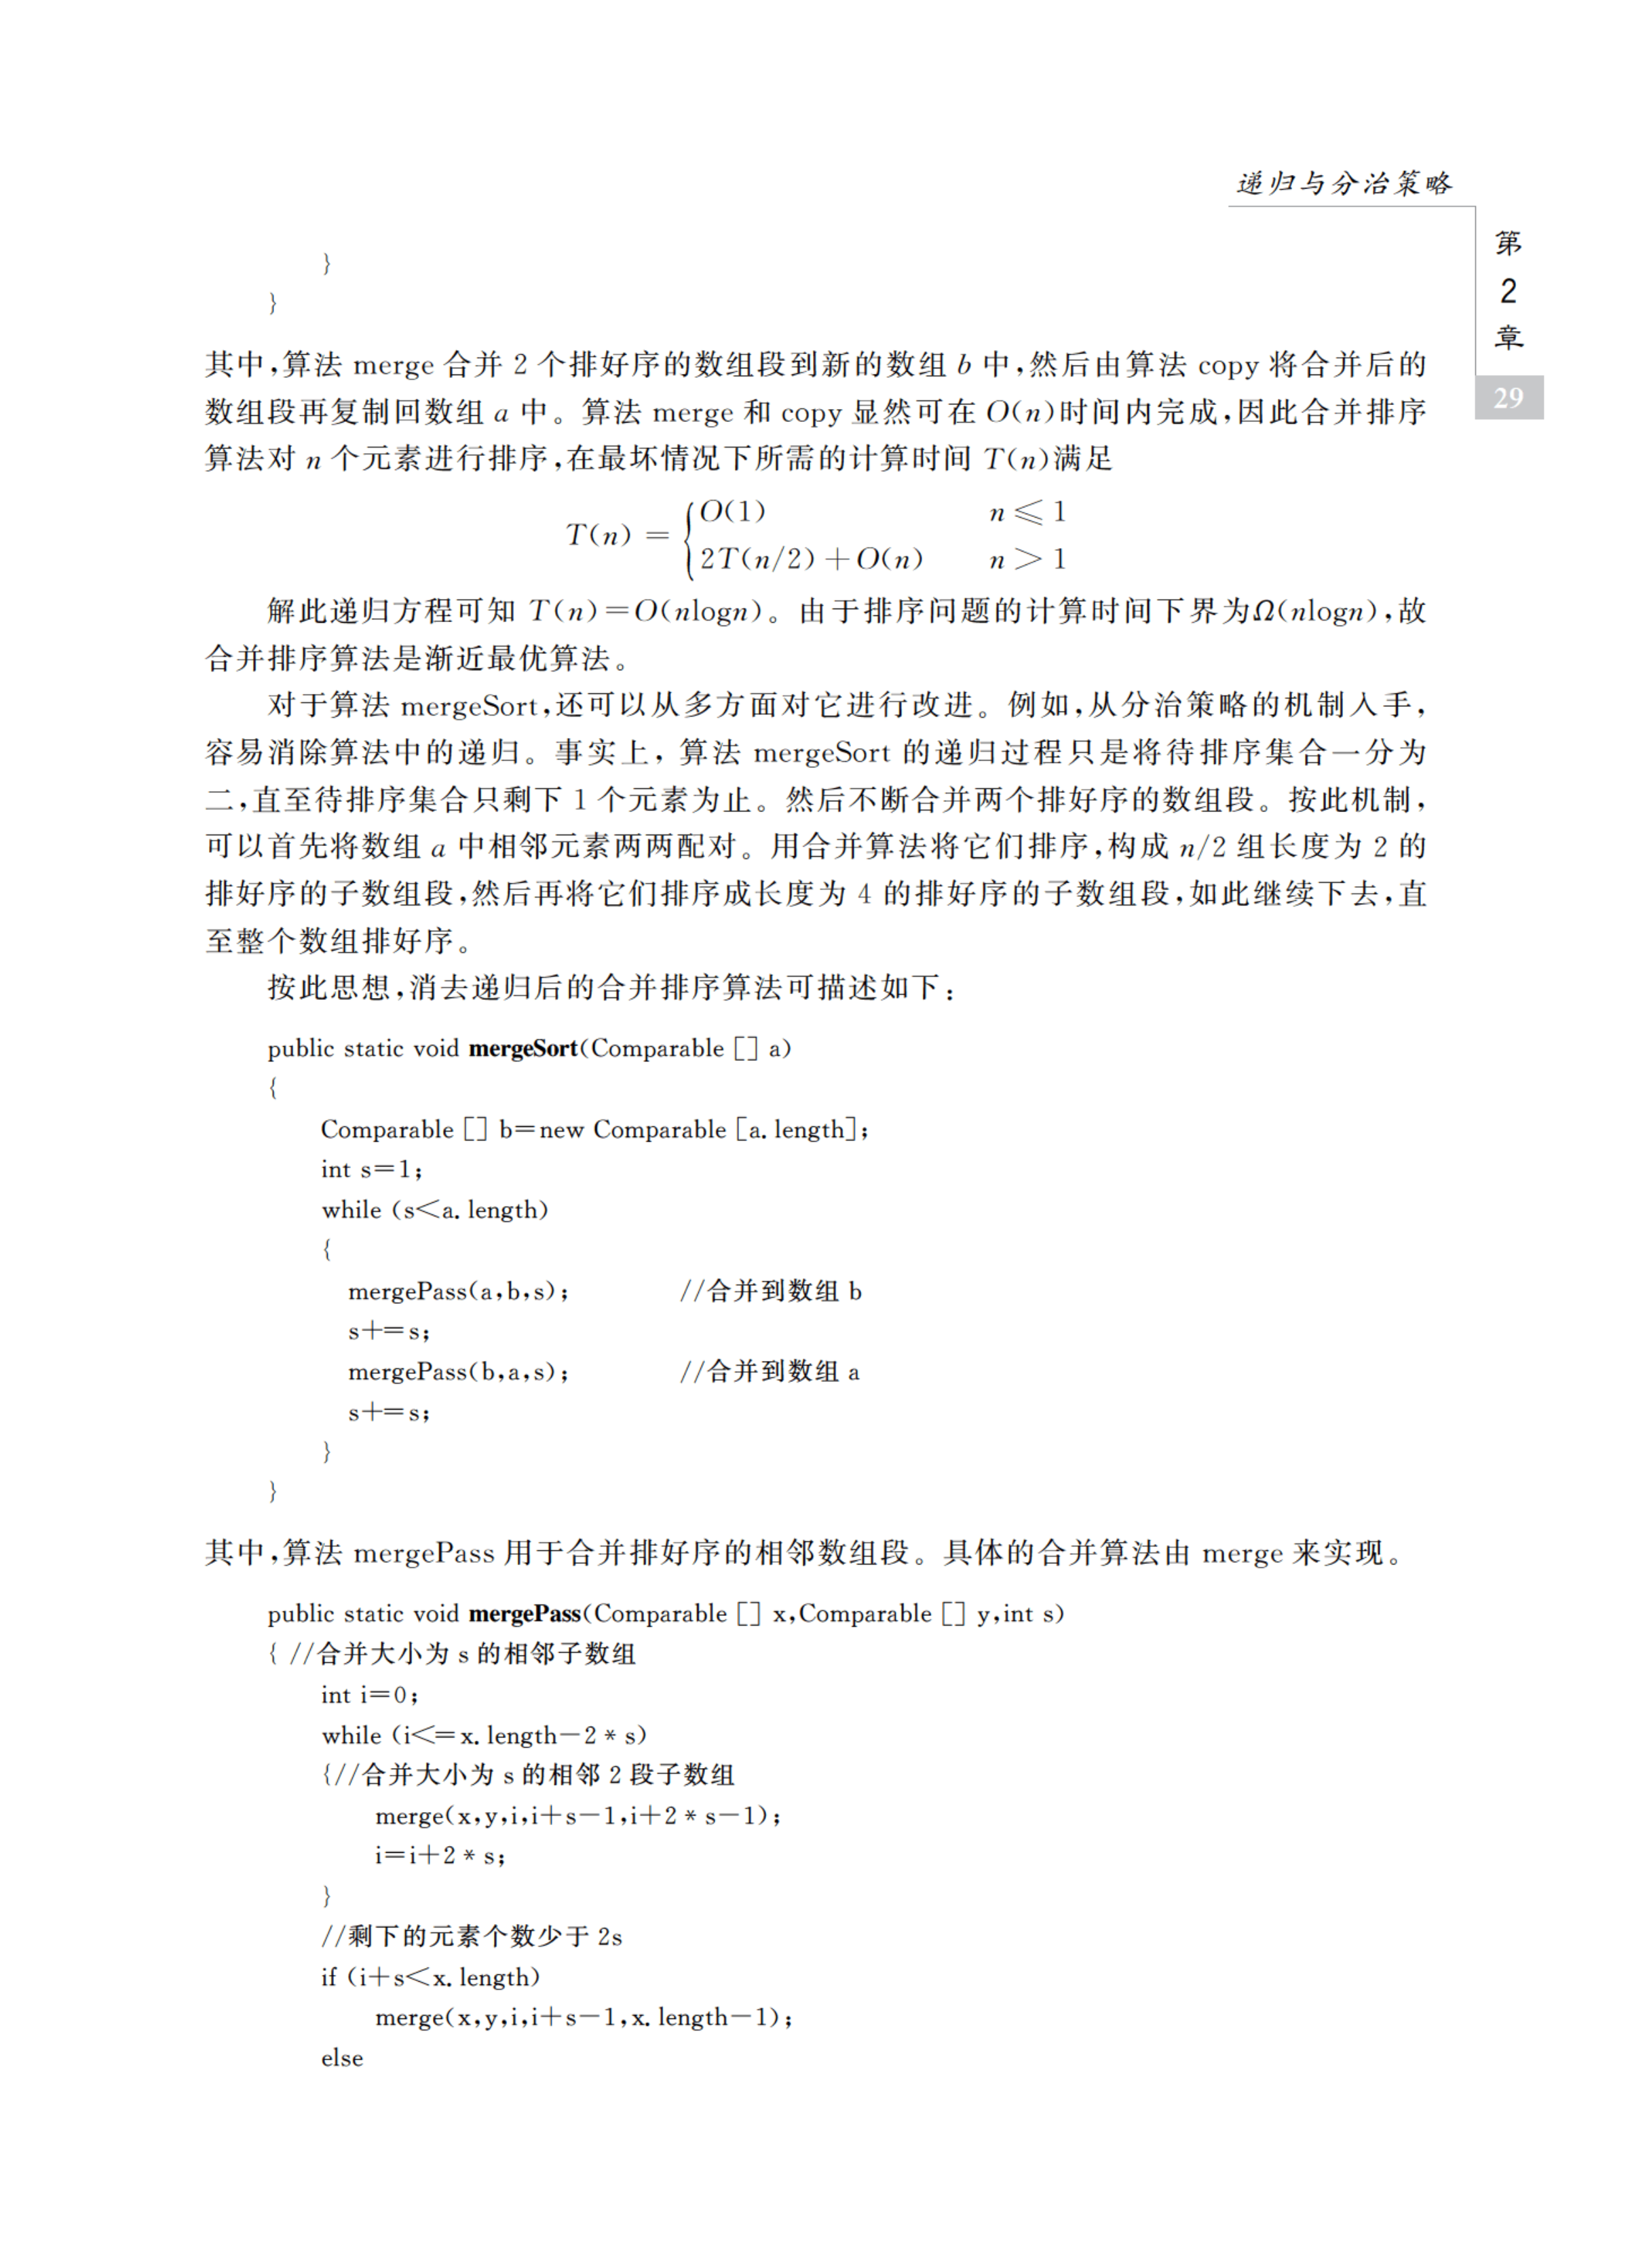 递归与分治策略
第
2
章
29
}
}
其中,算法 merge 合并 2 个排好序的数组段到新的数组 b 中,然后由算法 copy 将合并后的
数组段再复制回数组 a 中。算法 merge 和 copy 显然可在 O(n)时间内完成,因此合并排序
算法对 n 个元素进行排序,在最坏情况下所需的计算时间 T(n)满足
T(n) = { O(1) n ⩽ 1
2T(n/2) + O(n) n > 1
解此递归方程可知 T(n)=O(nlogn)。由于排序问题的计算时间下界为Ω(nlogn),故
合并排序算法是渐近最优算法。
对于算法 mergeSort,还可以从多方面对它进行改进。例如,从分治策略的机制入手,
容易消除算法中的递归。事实上, 算法 mergeSort 的递归过程只是将待排序集合一分为
二,直至待排序集合只剩下 1 个元素为止。然后不断合并两个排好序的数组段。按此机制,
可以首先将数组 a 中相邻元素两两配对。用合并算法将它们排序,构成 n/2 组长度为 2 的
排好序的子数组段,然后再将它们排序成长度为 4 的排好序的子数组段,如此继续下去,直
至整个数组排好序。
按此思想,消去递归后的合并排序算法可描述如下:
public static void mergeSort(Comparable [] a)
{
Comparable [] b=new Comparable [a. length];
int s=1;
while (s<a. length)
{
mergePass(a,b,s); //合并到数组 b
s+=s;
mergePass(b,a,s); //合并到数组 a
s+=s;
}
}
其中,算法 mergePass 用于合并排好序的相邻数组段。具体的合并算法由 merge 来实现。
public static void mergePass(Comparable [] x,Comparable [] y,int s)
{ //合并大小为 s 的相邻子数组
int i=0;
while (i<=x. length-2 * s)
{//合并大小为 s 的相邻 2 段子数组
merge(x,y,i,i+s-1,i+2 * s-1);
i=i+2 * s;
}
//剩下的元素个数少于 2s
if (i+s<x. length)
merge(x,y,i,i+s-1,x. length-1);
else